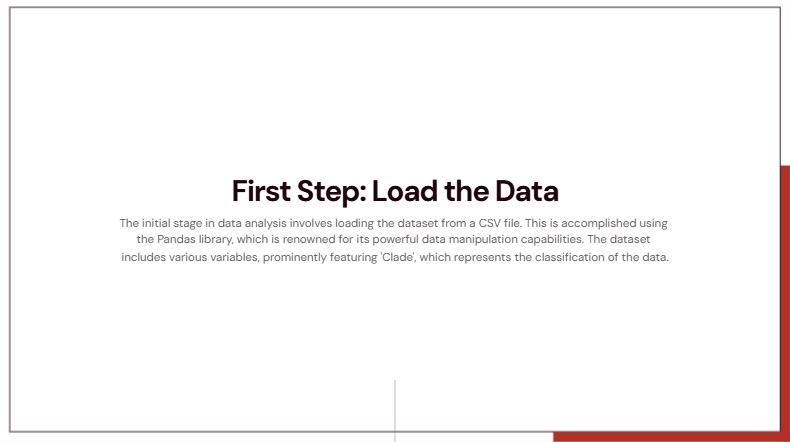 First Step: Load the Data
The initial stage in data analysis involves loading the dataset from a CSV file. This is accomplished using
the Pandas library, which is renowned for its powerful data manipulation capabilities. The dataset
includes various variables, prominently featuring 'Clade', which represents the classification of the data.